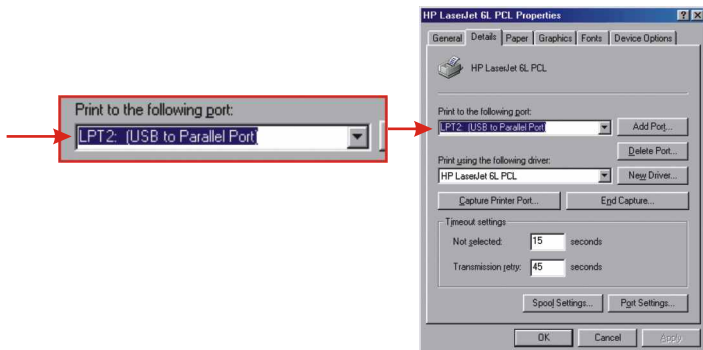 HP LaserJet 6L PCL Properties
General Details Paper Graphics Fonts Device Options
HP LaserJet 6L PCL
Print to the following port:
LPT2: (USB to Parallel Port)
Print to the following port:
LPT2: (USB to Parallel Port)
Add Port...
Delete Port...
Print using the following driver:
HP LaserJet 6L PCL
New Driver...
Capture Printer Port...
End Capture...
Timeout settings
Not selected: 15 seconds
Transmission retry: 45 seconds
Spool Settings...
Port Settings...
OK
Cancel
Apply